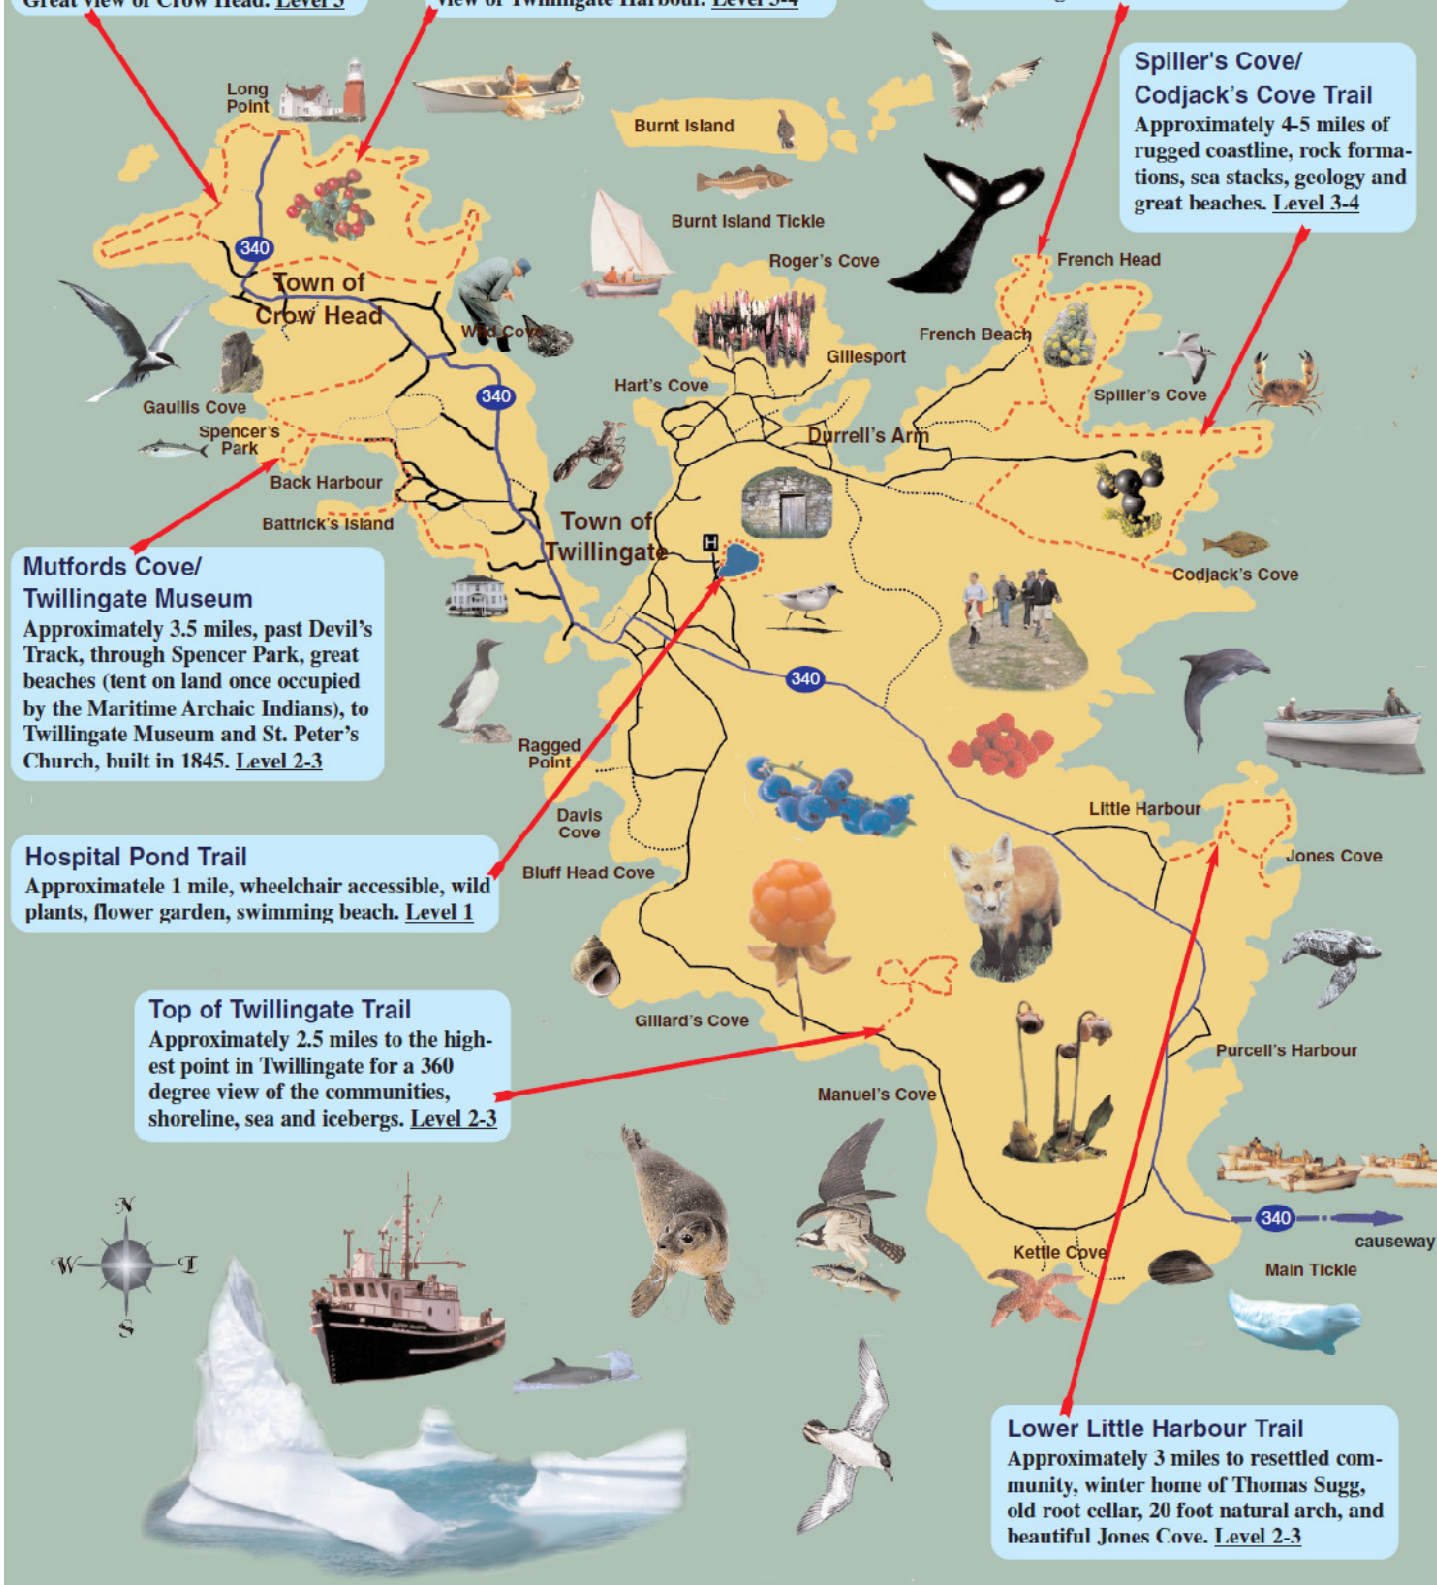 Great view of Crow Head. Level 3
view of Twillingate Harbour. Level 3-4
Spiller's Cove/
Codjack's Cove Trail
Approximately 4-5 miles of
rugged coastline, rock forma-
tions, sea stacks, geology and
great beaches. Level 3-4
Long
Point
Burnt Island
Burnt Island Tickle
Roger's Cove
French Head
340
Town of
Crow Head
Wild Cove
French Beach
Gillesport
Hart's Cove
Spiller's Cove
340
Gaullis Cove
Spencer's
Park
Durrell's Arm
Back Harbour
Battrick's Island
Town of
Twillingate
H
Codjack's Cove
Mutfords Cove/
Twillingate Museum
Approximately 3.5 miles, past Devil's
Track, through Spencer Park, great
beaches (tent on land once occupied
by the Maritime Archaic Indians), to
Twillingate Museum and St. Peter's
Church, built in 1845. Level 2-3
340
Ragged
Point
Davis
Cove
Little Harbour
Jones Cove
Bluff Head Cove
Hospital Pond Trail
Approximatele 1 mile, wheelchair accessible, wild
plants, flower garden, swimming beach. Level 1
Gillard's Cove
Top of Twillingate Trail
Approximately 2.5 miles to the high-
est point in Twillingate for a 360
degree view of the communities,
shoreline, sea and icebergs. Level 2-3
Purcell's Harbour
Manuel's Cove
N
W
I
S
340
causeway
Kettle Cove
Main Tickle
Lower Little Harbour Trail
Approximately 3 miles to resettled com-
munity, winter home of Thomas Sugg,
old root cellar, 20 foot natural arch, and
beautiful Jones Cove. Level 2-3